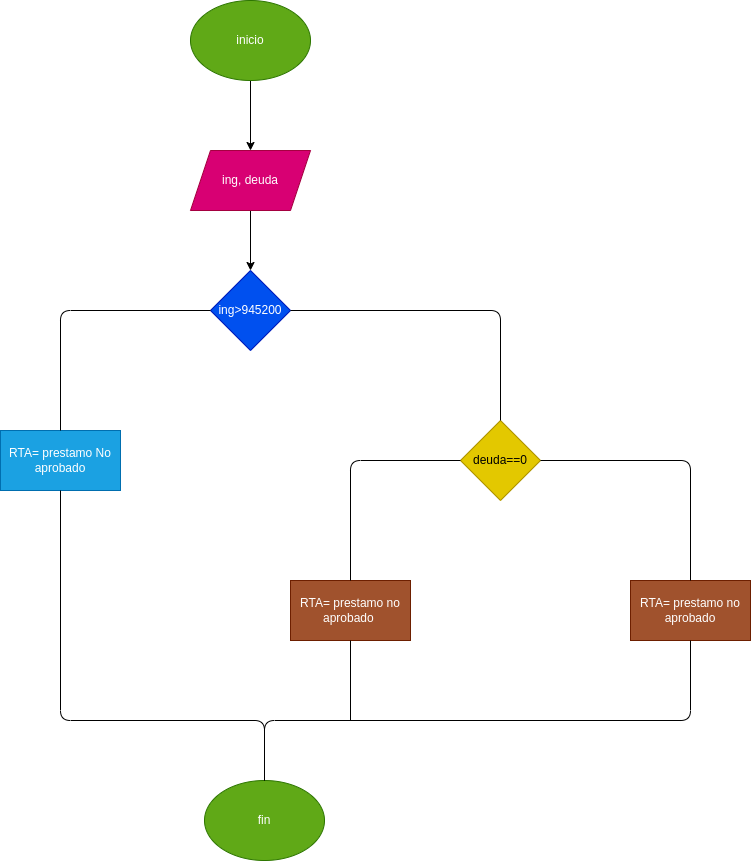 inicio
ing, deuda
ing>945200
RTA= prestamo No
aprobado
deuda==0
RTA= prestamo no
aprobado
RTA= prestamo no
aprobado
fin